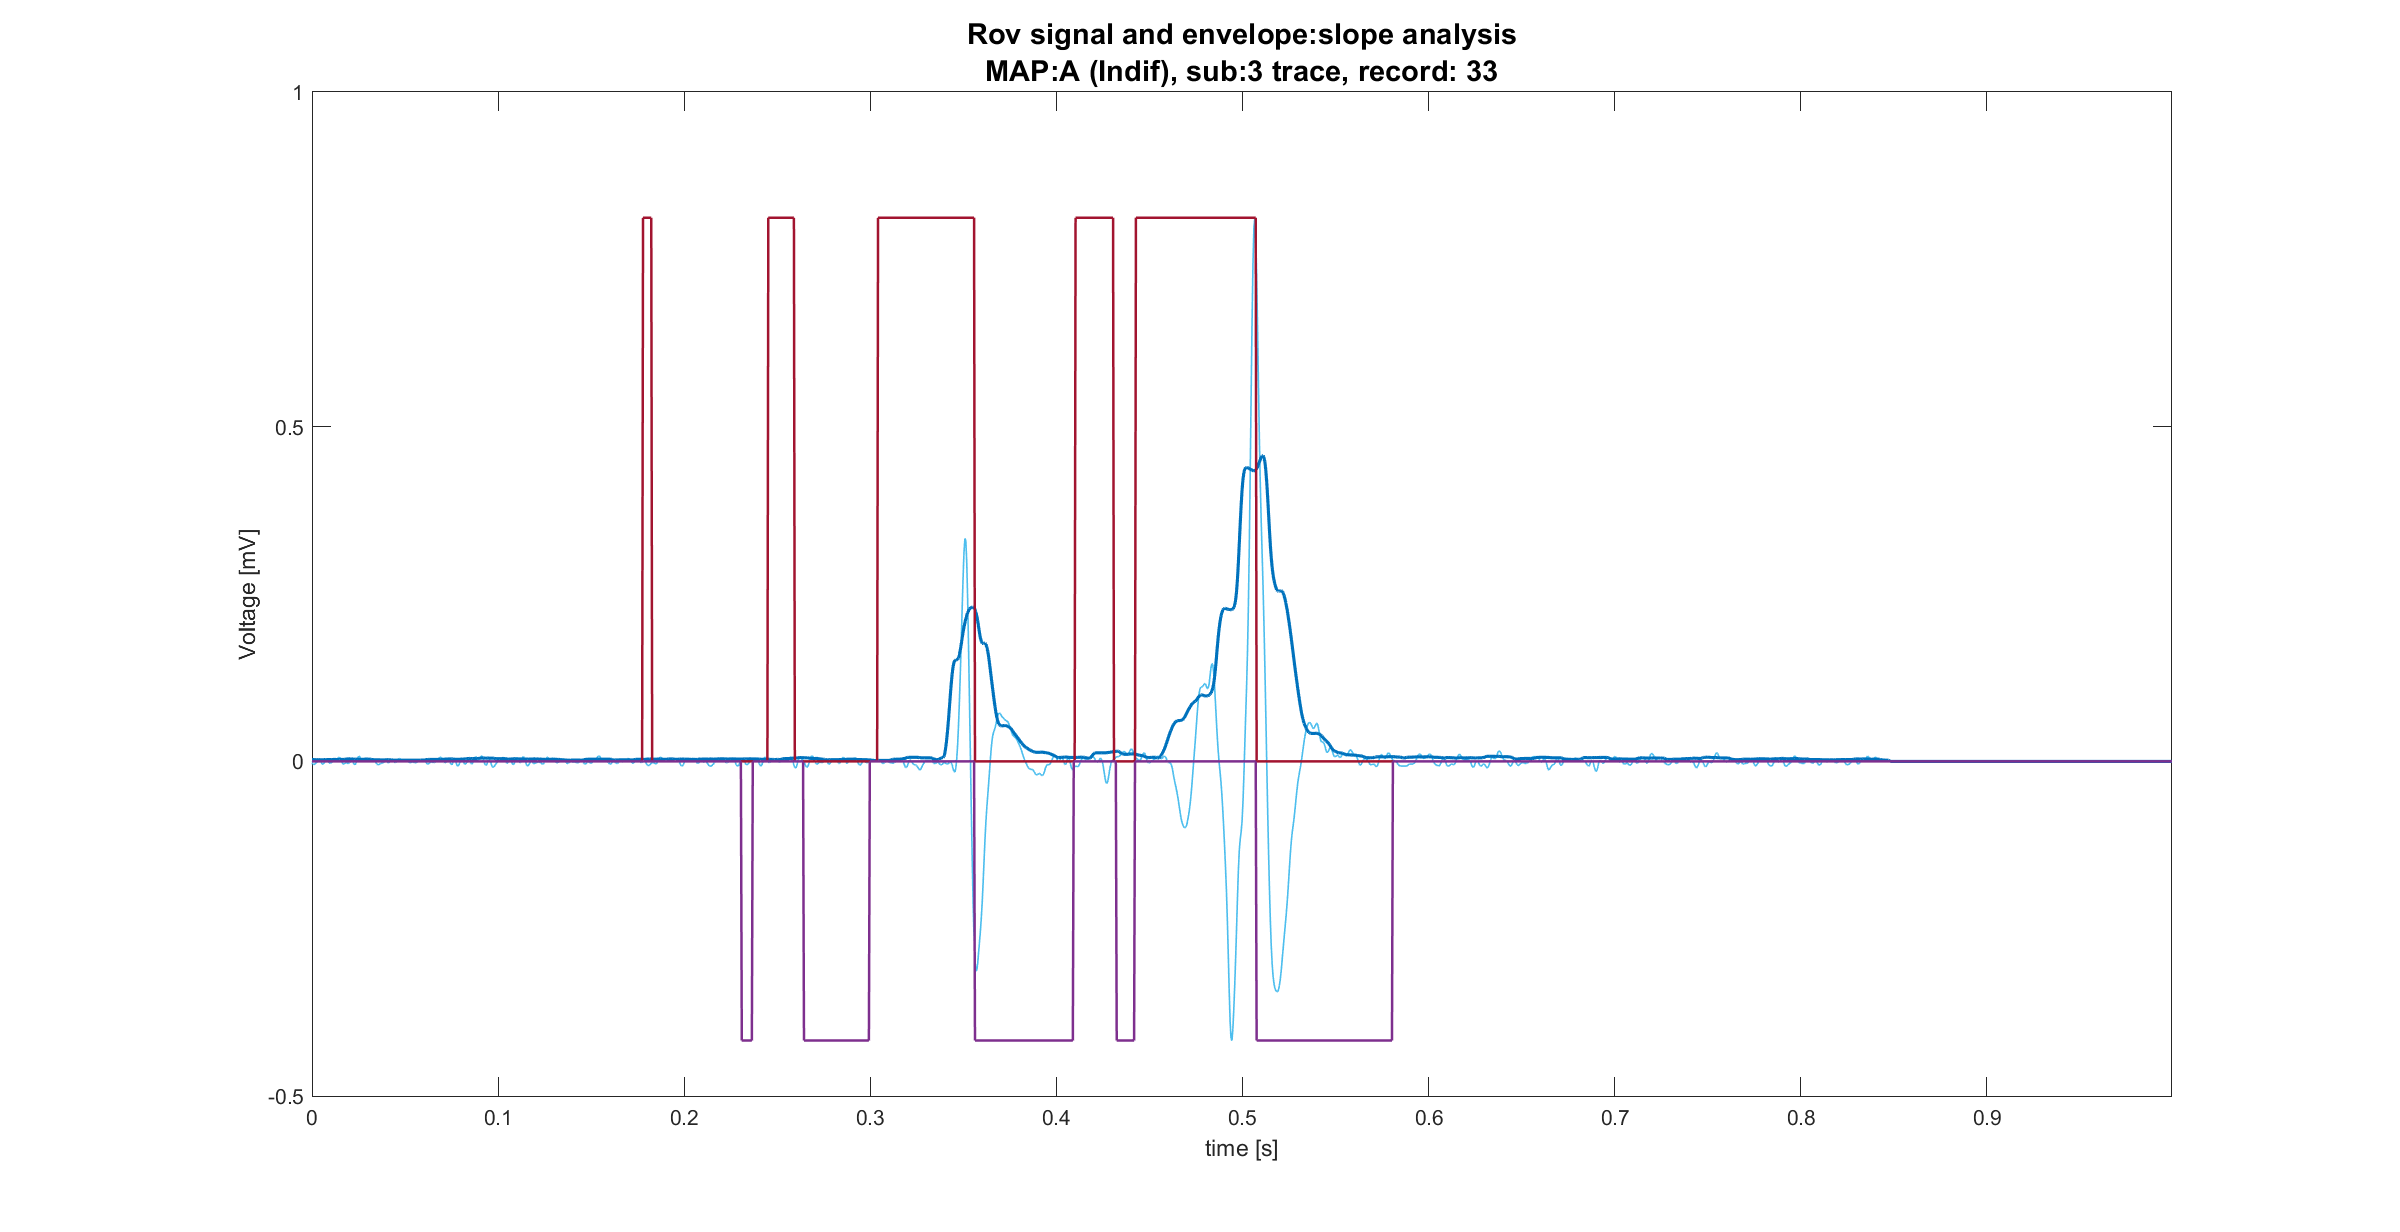 Rov signal and envelope:slope analysis
MAP:A (Indif), sub:3 trace, record: 33
1
0.5
0
-0.5
Voltage [mV]
0 0.1 0.2 0.3 0.4 0.5 0.6 0.7 0.8 0.9
time [s]